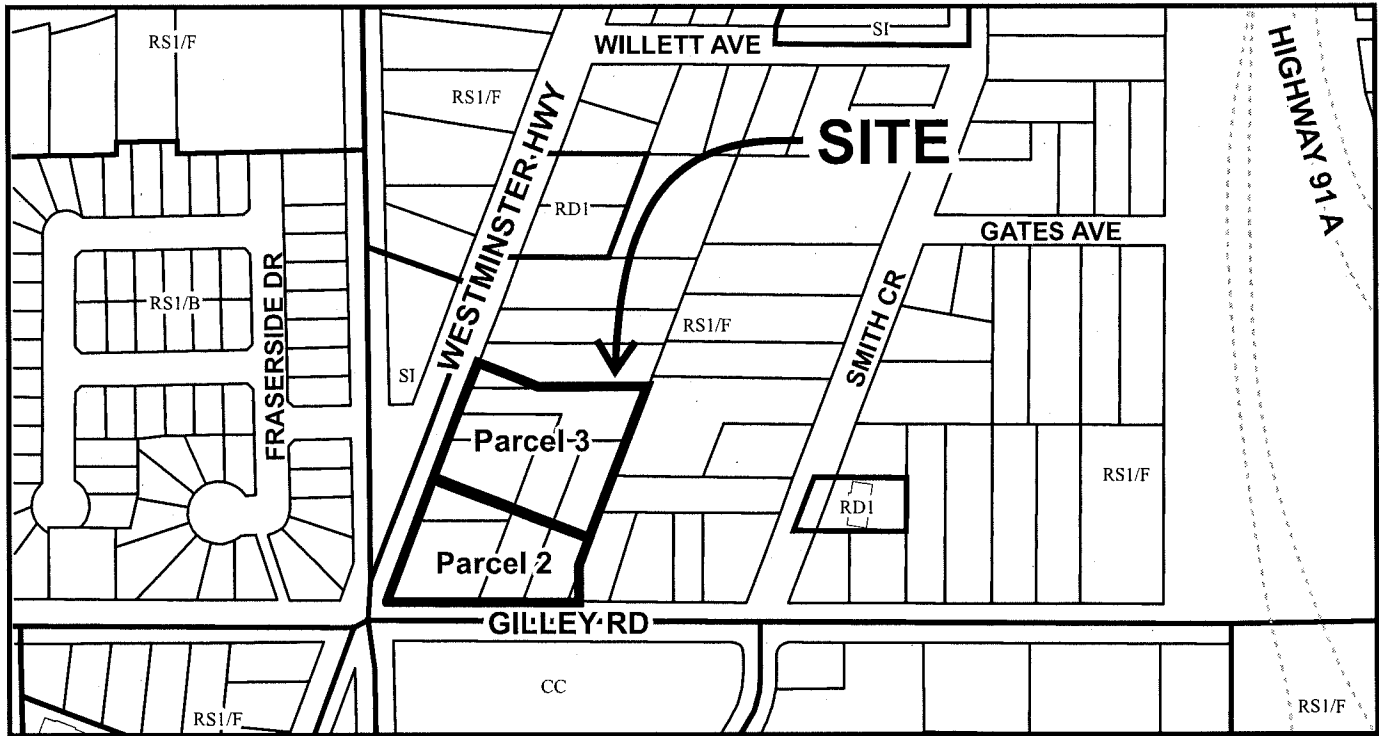 RS1/F
WILLETT AVE
SI
HIGHWAY 91 A
RS1/F
WESTMINSTER HWY
SITE
RD1
GATES AVE
FRASERSIDE DR
RS1/B
SMITH CR
RS1/F
SI
Parcel 3
RS1/F
RD1
Parcel 2
GILLEY RD
CC
RS1/F
RS1/F